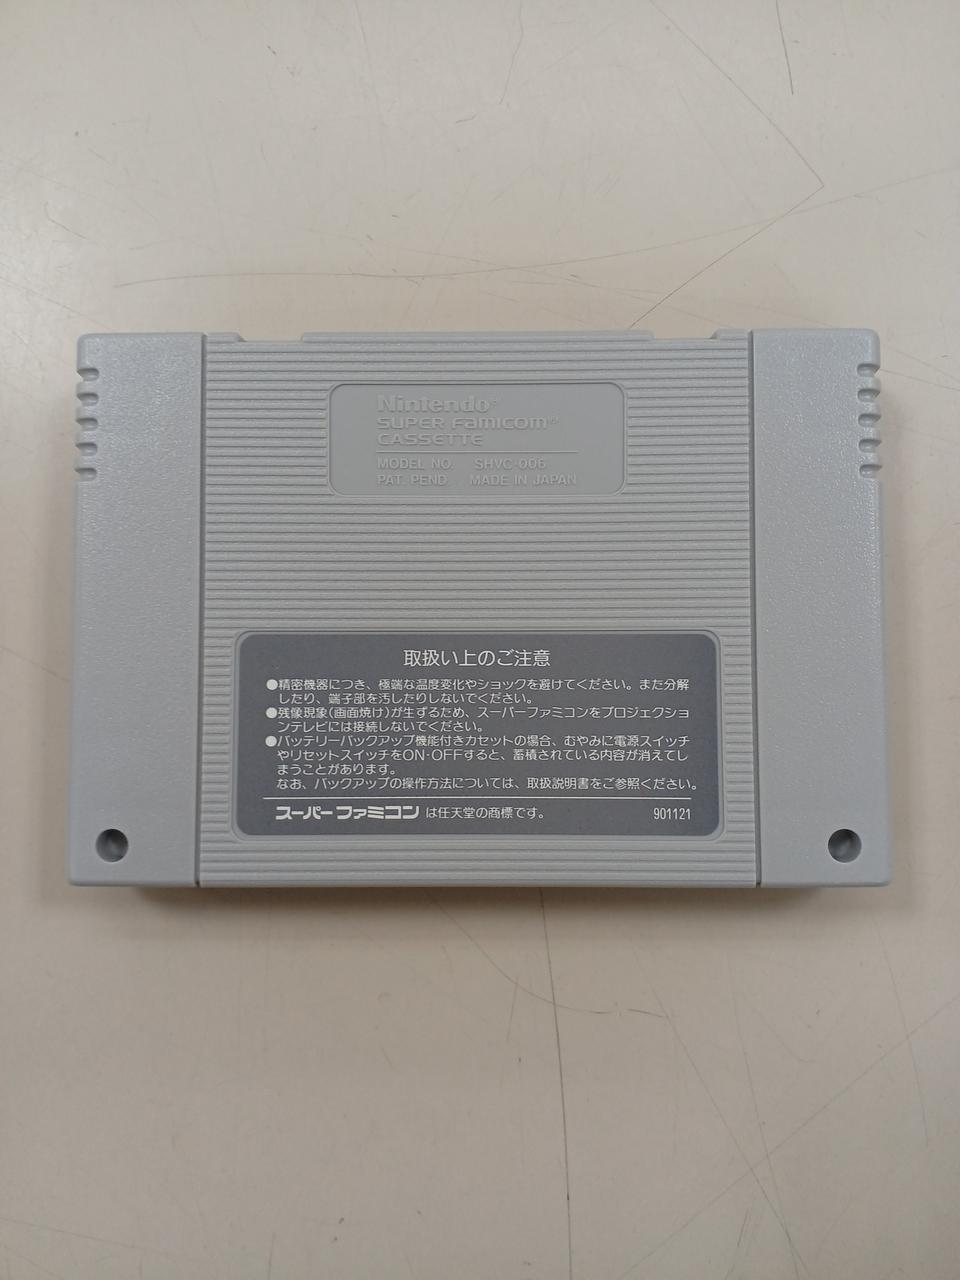 Nintendo®
SUPER FAMICOM®
CASSETTE
MODEL NO. SHVC-006
PAT. PEND. MADE IN JAPAN
取扱い上のご注意
●精密機器につき、極端な温度変化やショックを避けてください。また分解
したり、端子部を汚したりしないでください。
●残像現象(画面焼け)が生ずるため、スーパーファミコンをプロジェクショ
ンテレビには接続しないでください。
●バッテリーバックアップ機能付きカセットの場合、むやみに電源スイッチ
やリセットスイッチをON・OFFすると、蓄積されている内容が消えてし
まうことがあります。
なお、バックアップの操作方法については、取扱説明書をご参照ください。
スーパーファミコン は任天堂の商標です。 901121